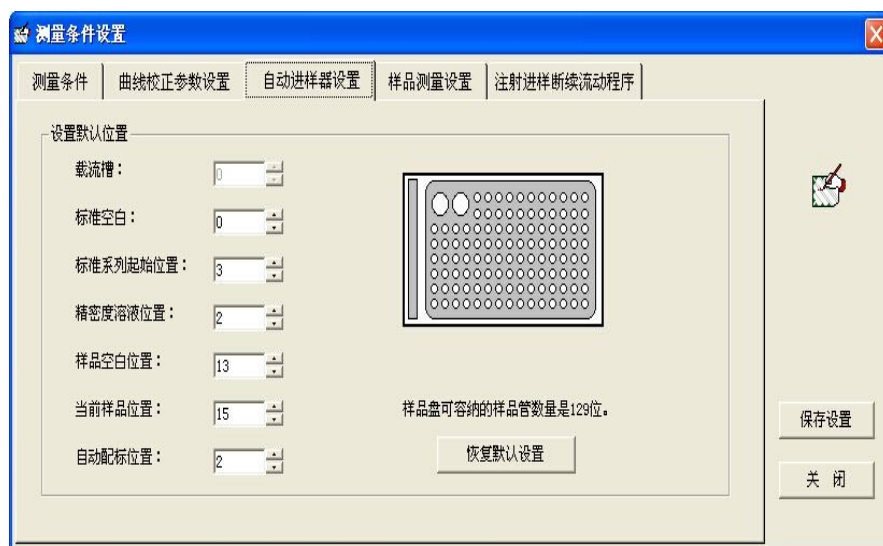 测量条件设置
测量条件 曲线校正参数设置 自动进样器设置 样品测量设置 注射进样断续流动程序
设置默认位置
载流槽： 0
标准空白： 0
标准系列起始位置： 3
精密度溶液位置： 2
样品空白位置： 13
当前样品位置： 15
样品盘可容纳的样品管数量是129位。
保存设置
自动配标位置： 2
恢复默认设置
关 闭